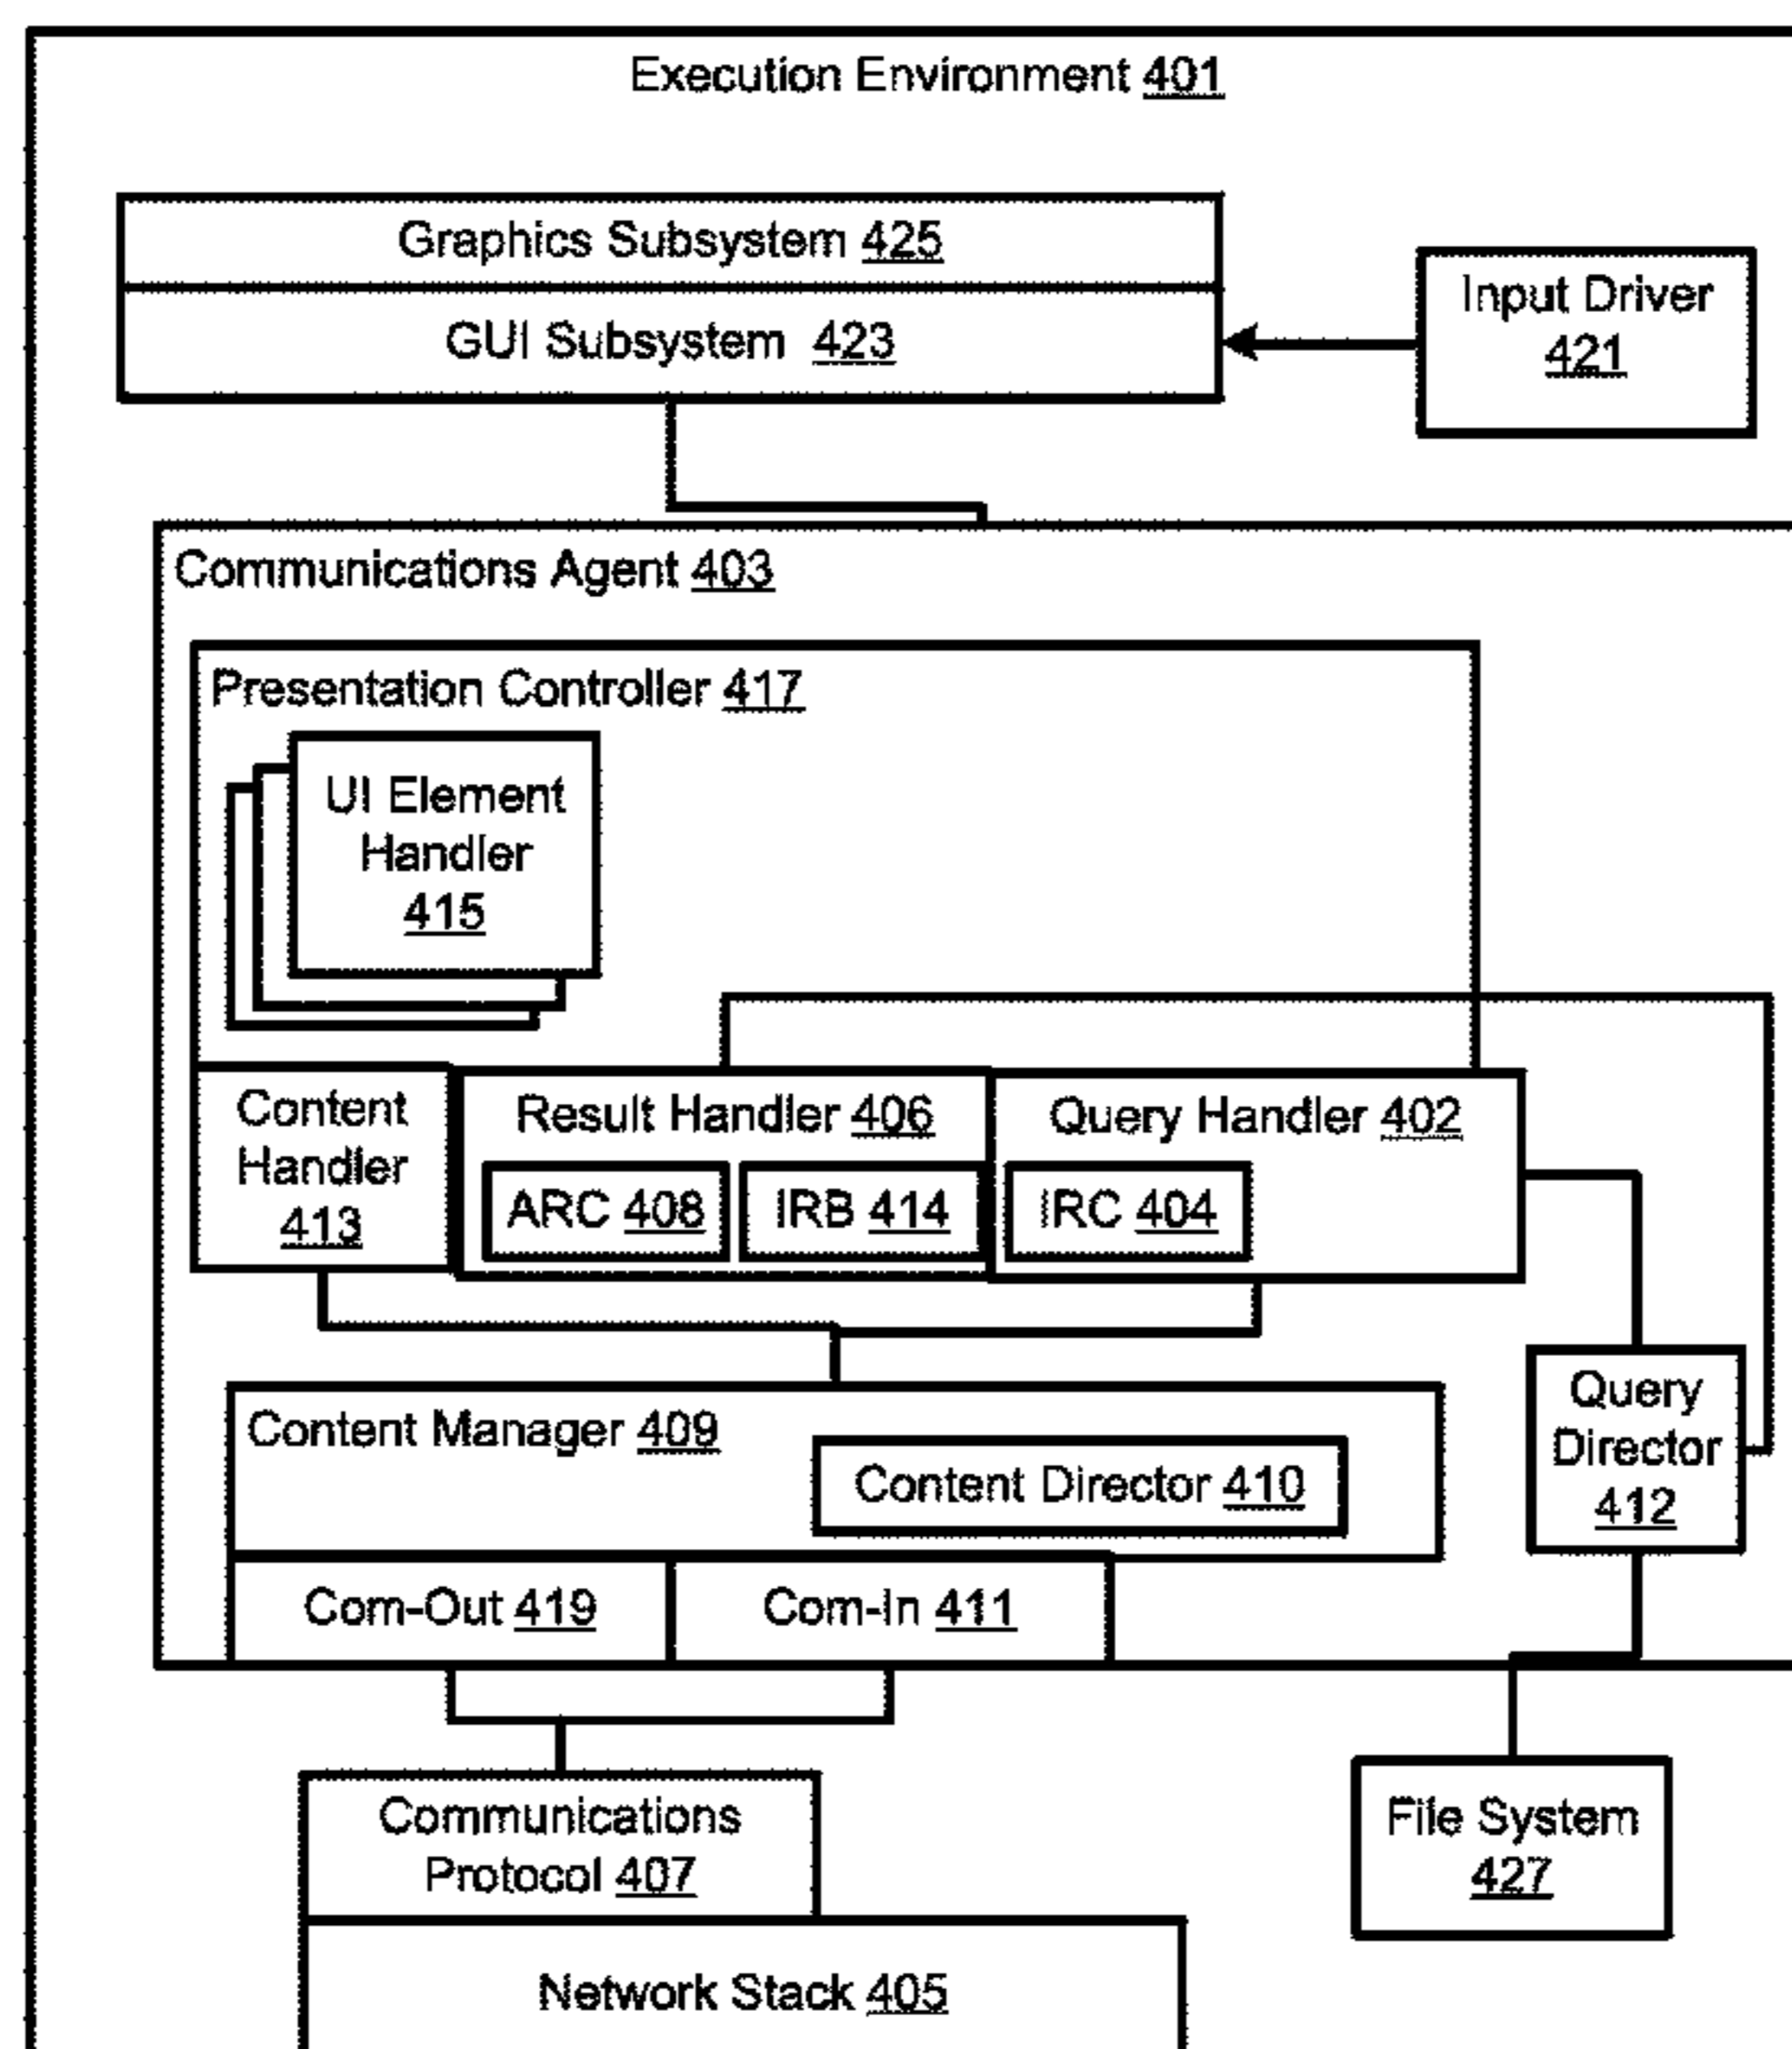 Execution Environment 401
Graphics Subsystem 425
GUI Subsystem 423
Input Driver
421
Communications Agent 403
Presentation Controller 417
UI Element
Handler
415
Content
Handler
413
Result Handler 406
ARC 408
IRB 414
Query Handler 402
IRC 404
Content Manager 409
Content Director 410
Query
Director
412
Com-Out 419
Com-In 411
Communications
Protocol 407
File System
427
Network Stack 405